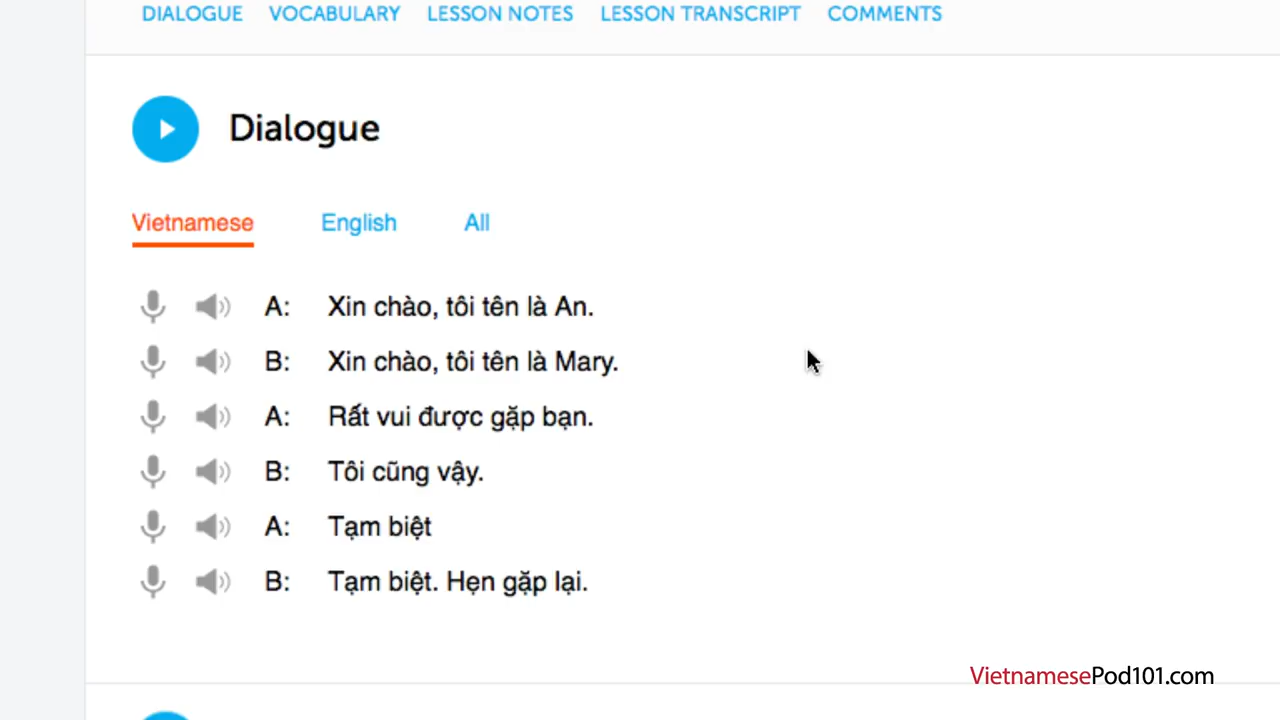 DIALOGUE VOCABULARY LESSON NOTES LESSON TRANSCRIPT COMMENTS
Dialogue
Vietnamese English All
A: Xin chào, tôi tên là An.
B: Xin chào, tôi tên là Mary.
A: Rất vui được gặp bạn.
B: Tôi cũng vậy.
A: Tạm biệt
B: Tạm biệt. Hẹn gặp lại.
VietnamesePod101.com